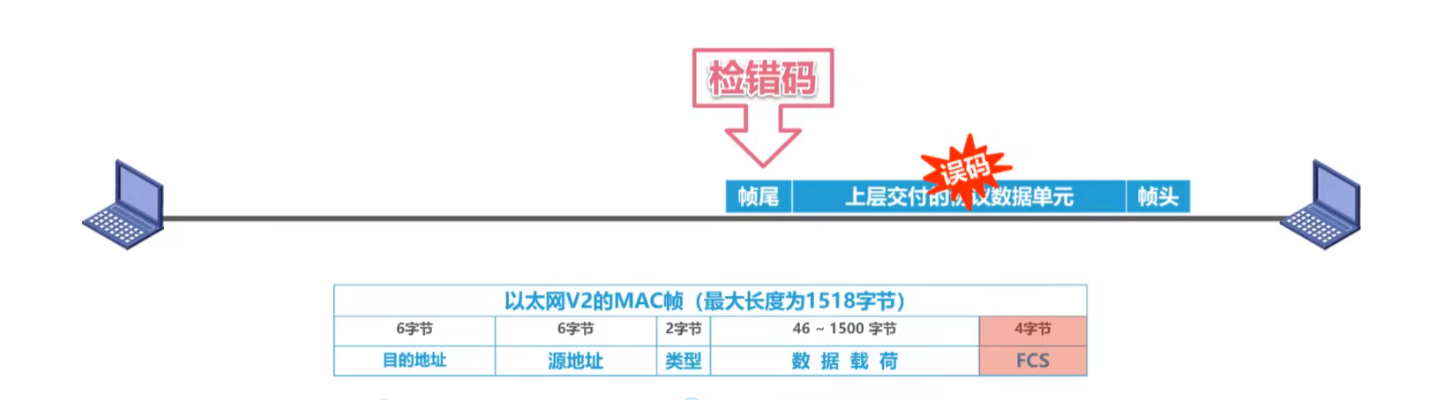 检错码
误码
帧尾 上层交付的协议数据单元 帧头
以太网V2的MAC帧（最大长度为1518字节）
6字节 6字节 2字节 46 ~ 1500 字节 4字节
目的地址 源地址 类型 数 据 载 荷 FCS